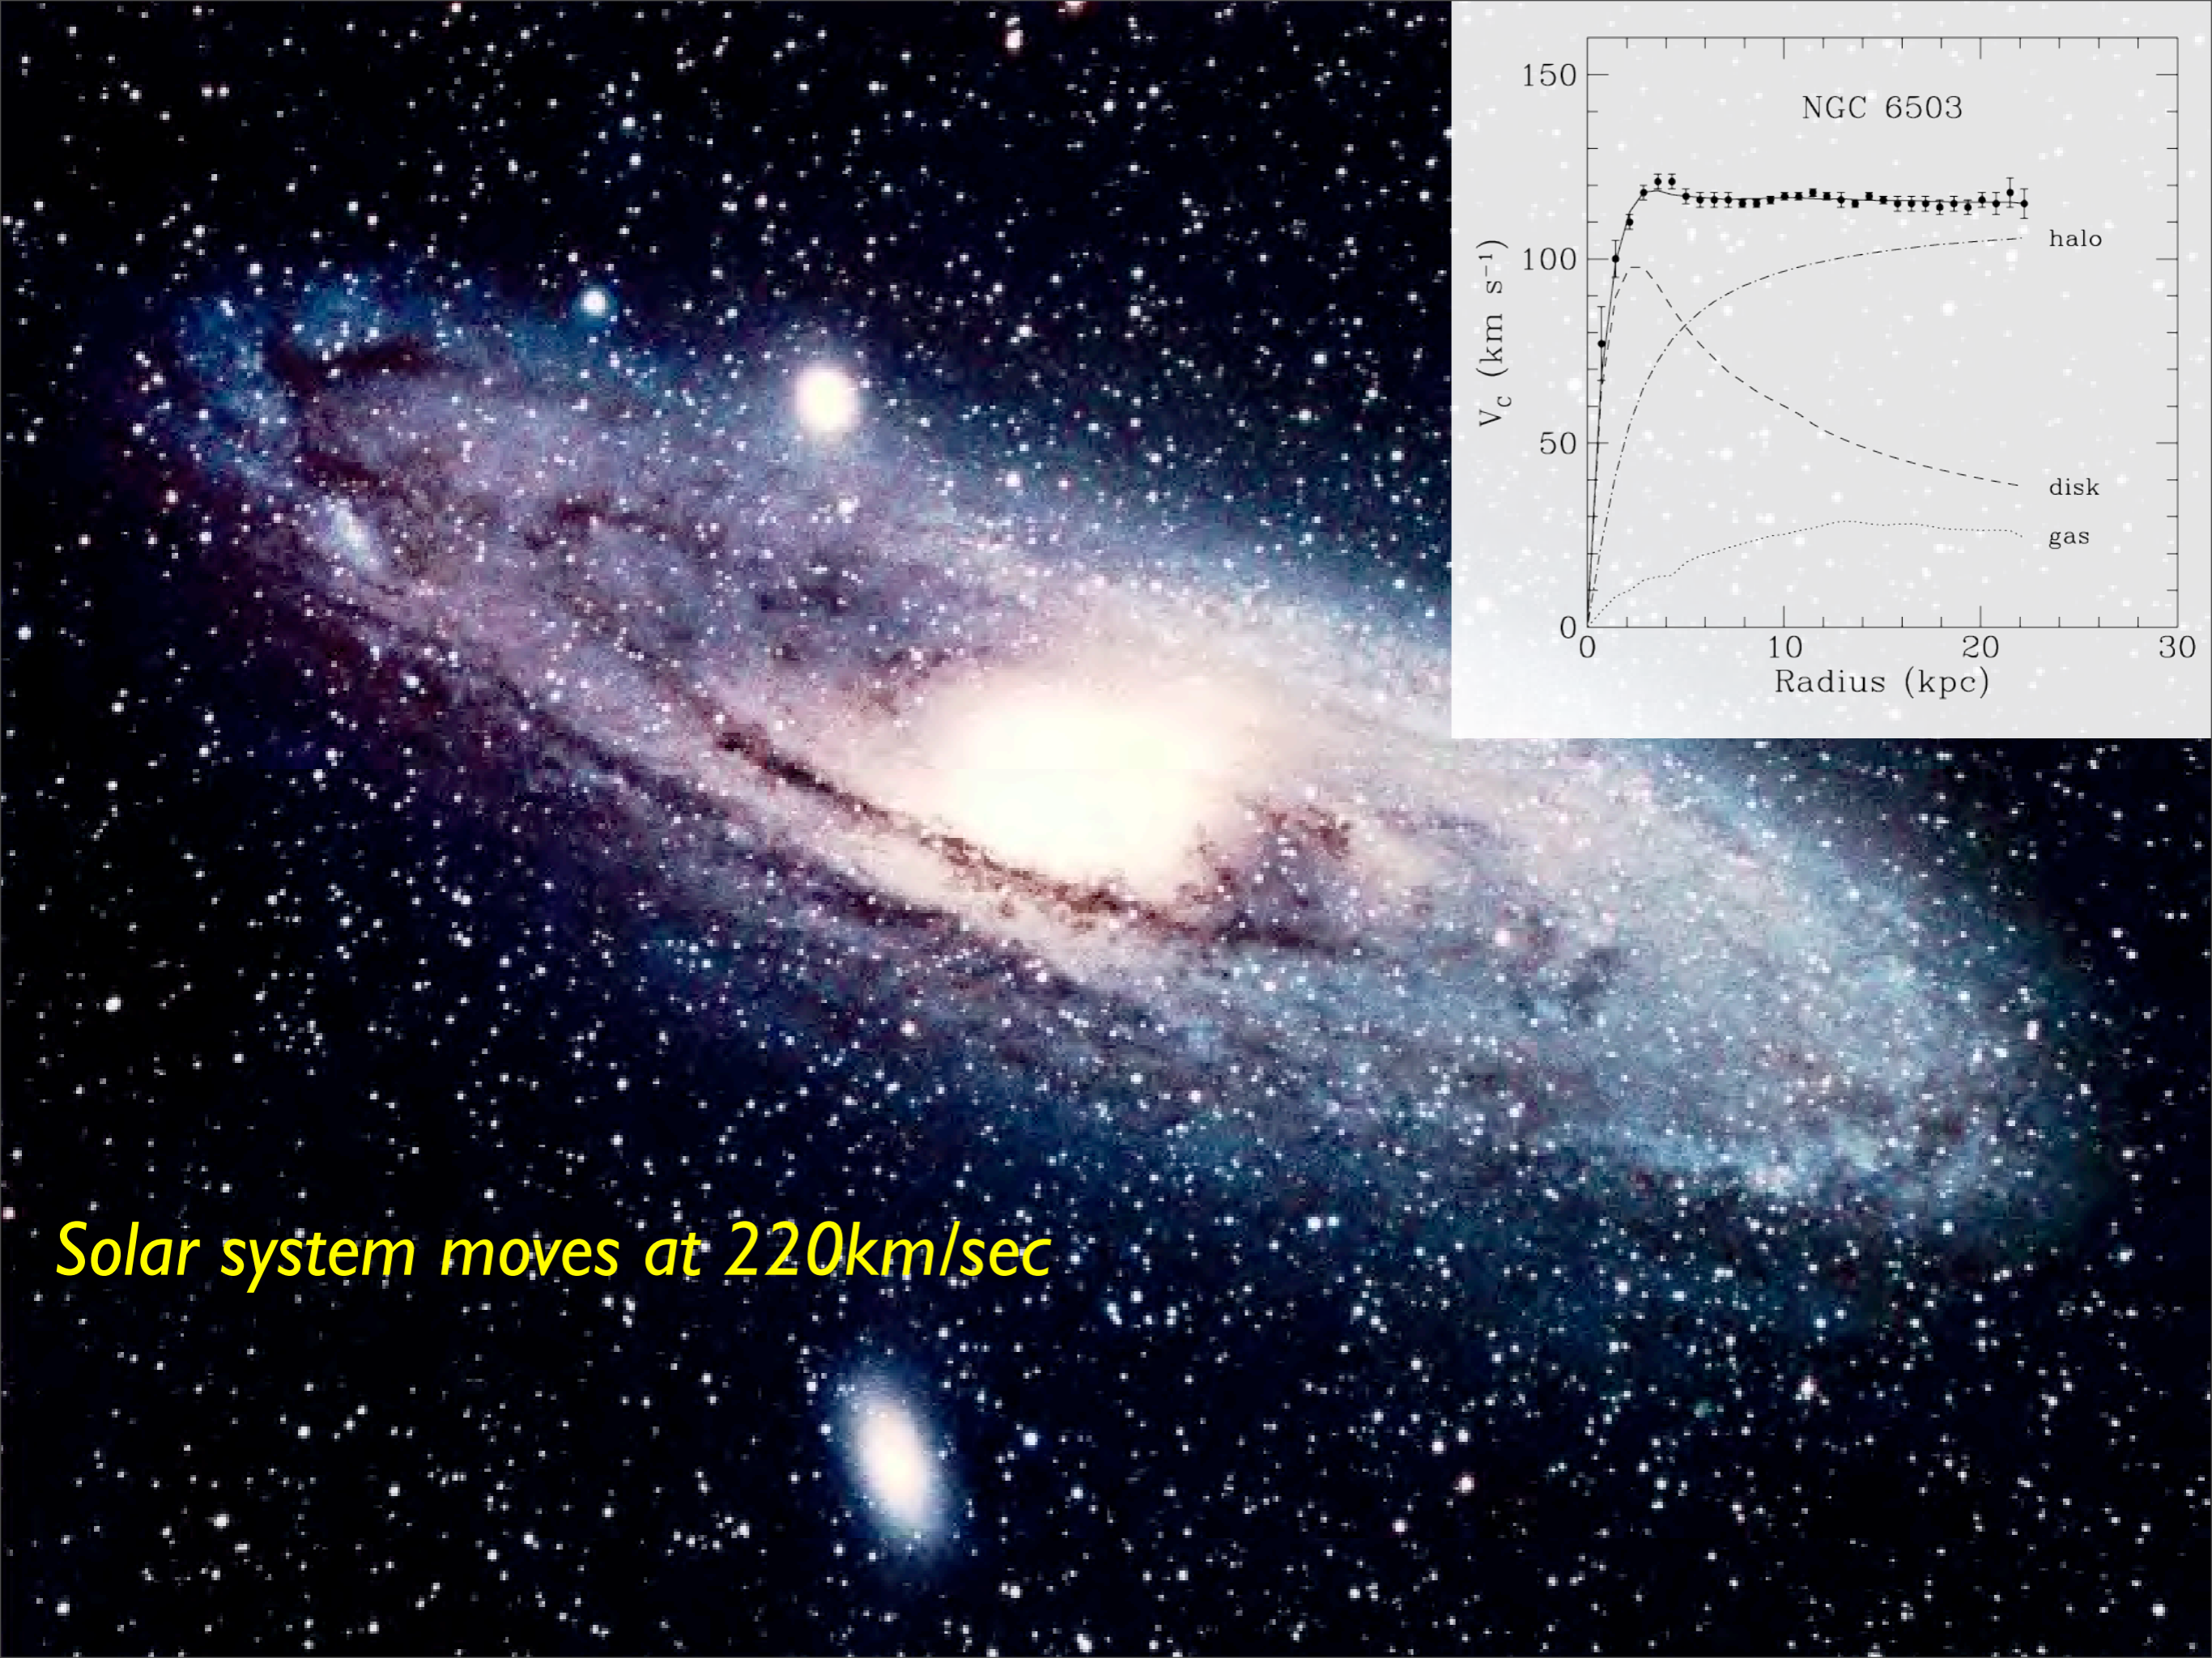 150
NGC 6503
100
50
0
V_C (km s⁻¹)
halo
disk
gas
0 10 20 30
Radius (kpc)
Solar system moves at 220km/sec